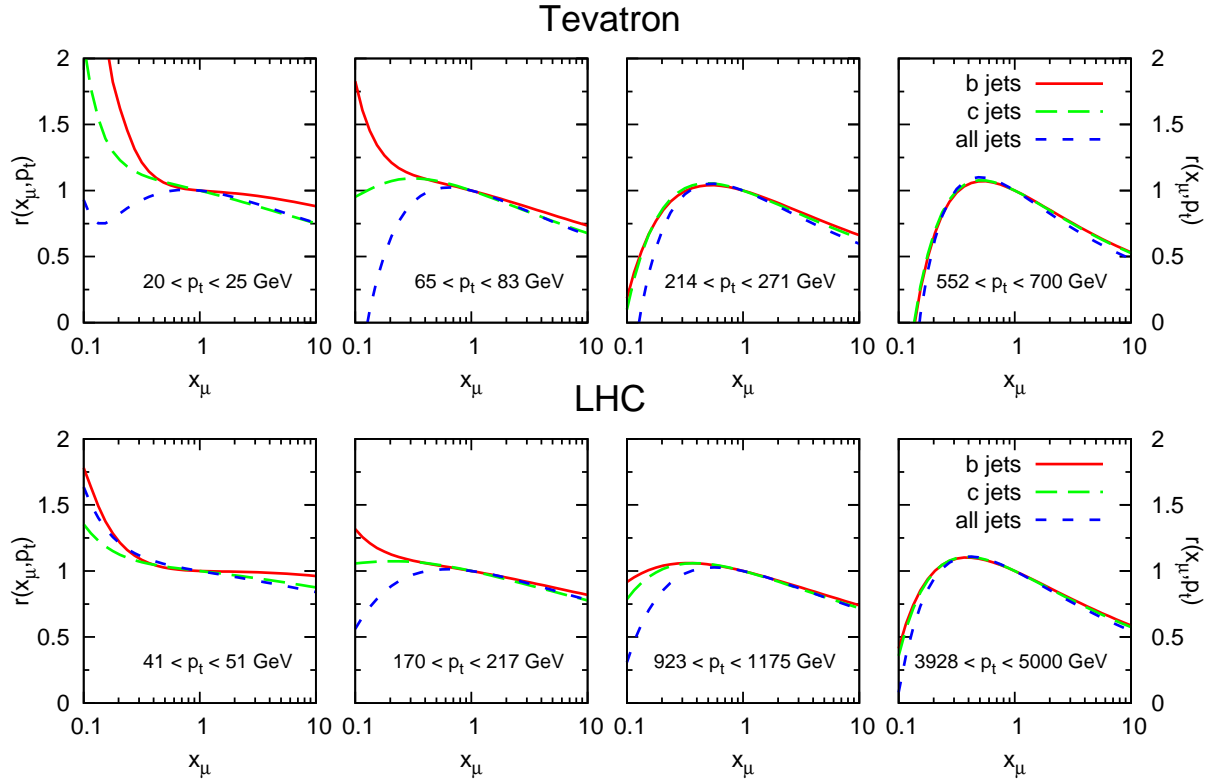 Tevatron
r(x_μ,p_t)
2
1.5
1
0.5
0
20 < p_t < 25 GeV
65 < p_t < 83 GeV
214 < p_t < 271 GeV
552 < p_t < 700 GeV
b jets
c jets
all jets
2
1.5
1
0.5
0
r(x_μ,p_t)
0.1 1 10 0.1 1 10 0.1 1 10 0.1 1 10
x_μ x_μ x_μ x_μ
LHC
r(x_μ,p_t)
2
1.5
1
0.5
0
41 < p_t < 51 GeV
170 < p_t < 217 GeV
923 < p_t < 1175 GeV
3928 < p_t < 5000 GeV
b jets
c jets
all jets
2
1.5
1
0.5
0
r(x_μ,p_t)
0.1 1 10 0.1 1 10 0.1 1 10 0.1 1 10
x_μ x_μ x_μ x_μ